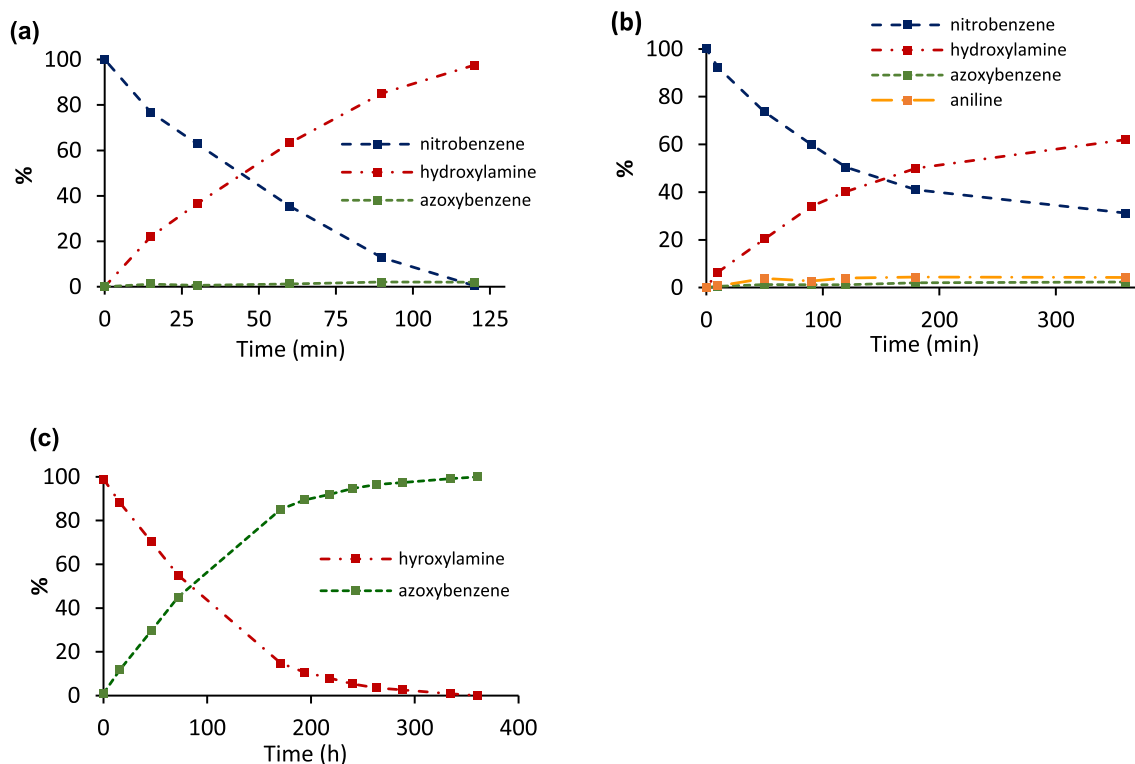 (a)
100
80
60
40
20
0
%
nitrobenzene
hydroxylamine
azoxybenzene
0 25 50 75 100 125
Time (min)
(b)
nitrobenzene
hydroxylamine
azoxybenzene
aniline
100
80
60
40
20
0
%
0 100 200 300
Time (min)
(c)
100
80
60
40
20
0
%
hyroxylamine
azoxybenzene
0 100 200 300 400
Time (h)